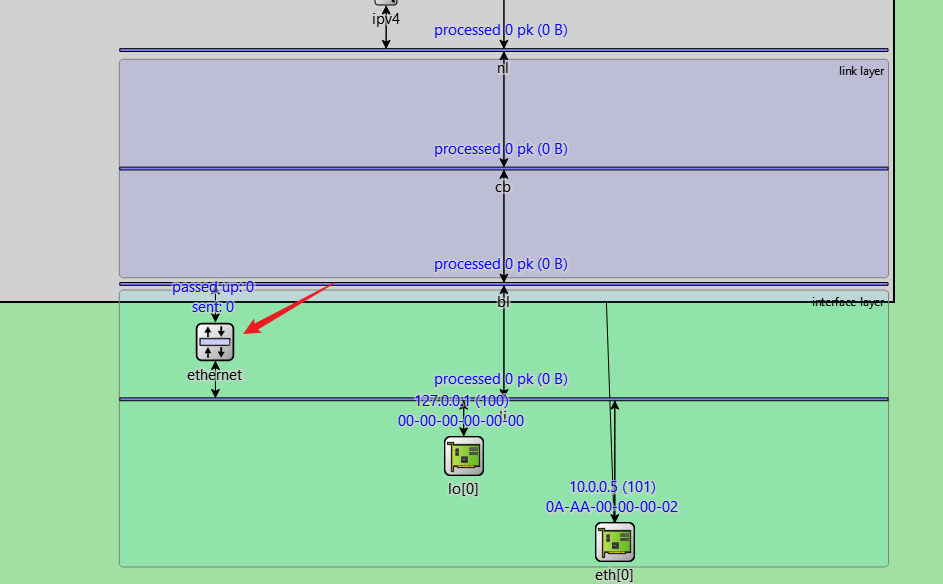 ipv4
processed 0 pk (0 B)
nl
link layer
processed 0 pk (0 B)
cb
processed 0 pk (0 B)
passed up: 0
sent: 0
bl
interface layer
ethernet
processed 0 pk (0 B)
127.0.0.1 (100)
li
00-00-00-00-00-00
lo[0]
10.0.0.5 (101)
0A-AA-00-00-00-02
eth[0]